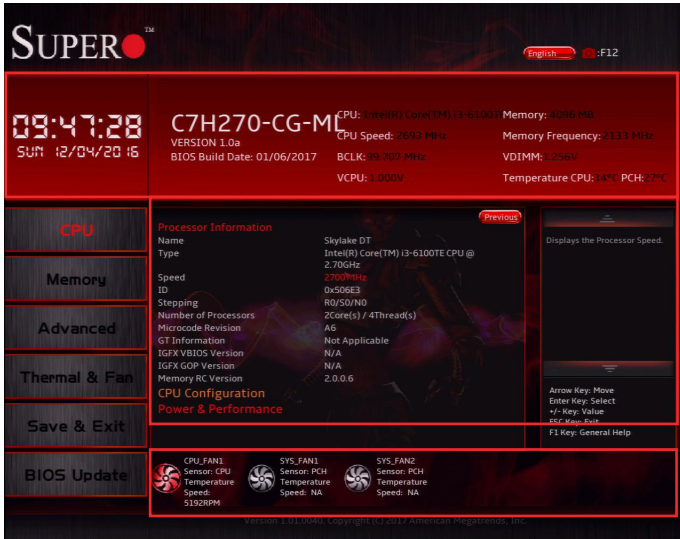 SUPER TM
English :F12
09:47:28
SUN 12/04/2016
C7H270-CG-ML
VERSION 1.0a
BIOS Build Date: 01/06/2017
CPU: Intel(R) Core(TM) i3-6100TE
CPU Speed: 2693 MHz
BCLK: 99.707 MHz
VCPU: 1.000V
Memory: 4096 MB
Memory Frequency: 2133 MHz
VDIMM: 1.256V
Temperature CPU:34°C PCH:27°C
CPU
Memory
Advanced
Thermal & Fan
Save & Exit
BIOS Update
Previous
Processor Information
Name Skylake DT
Type Intel(R) Core(TM) i3-6100TE CPU @
2.70GHz
Speed 2700 MHz
ID 0x506E3
Stepping R0/S0/N0
Number of Processors 2Core(s) / 4Thread(s)
Microcode Revision A6
GT Information Not Applicable
IGFX VBIOS Version N/A
IGFX GOP Version N/A
Memory RC Version 2.0.0.6
CPU Configuration
Power & Performance
Displays the Processor Speed.
Arrow Key: Move
Enter Key: Select
+/- Key: Value
ESC Key: Exit
F1 Key: General Help
CPU_FAN1
Sensor: CPU
Temperature
Speed:
5192RPM
SYS_FAN1
Sensor: PCH
Temperature
Speed: NA
SYS_FAN2
Sensor: PCH
Temperature
Speed: NA
Version 1.01.0040. Copyright (C) 2017 American Megatrends, Inc.